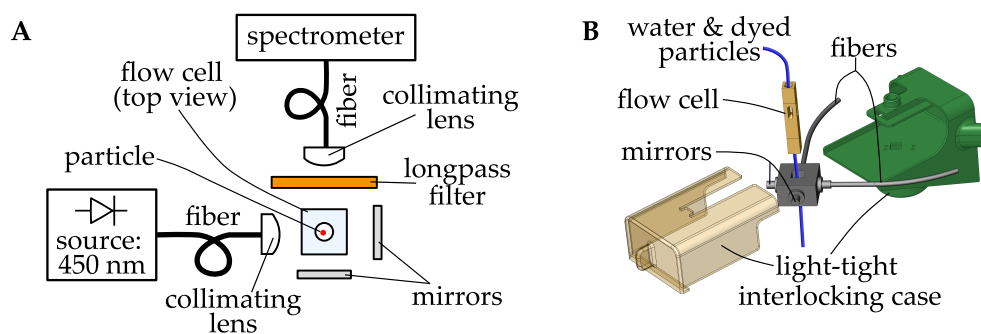 A
spectrometer
flow cell
(top view)
fiber
collimating
lens
particle
longpass
filter
fiber
source:
450 nm
collimating
lens
mirrors
B
water & dyed
particles
fibers
flow cell
mirrors
light-tight
interlocking case